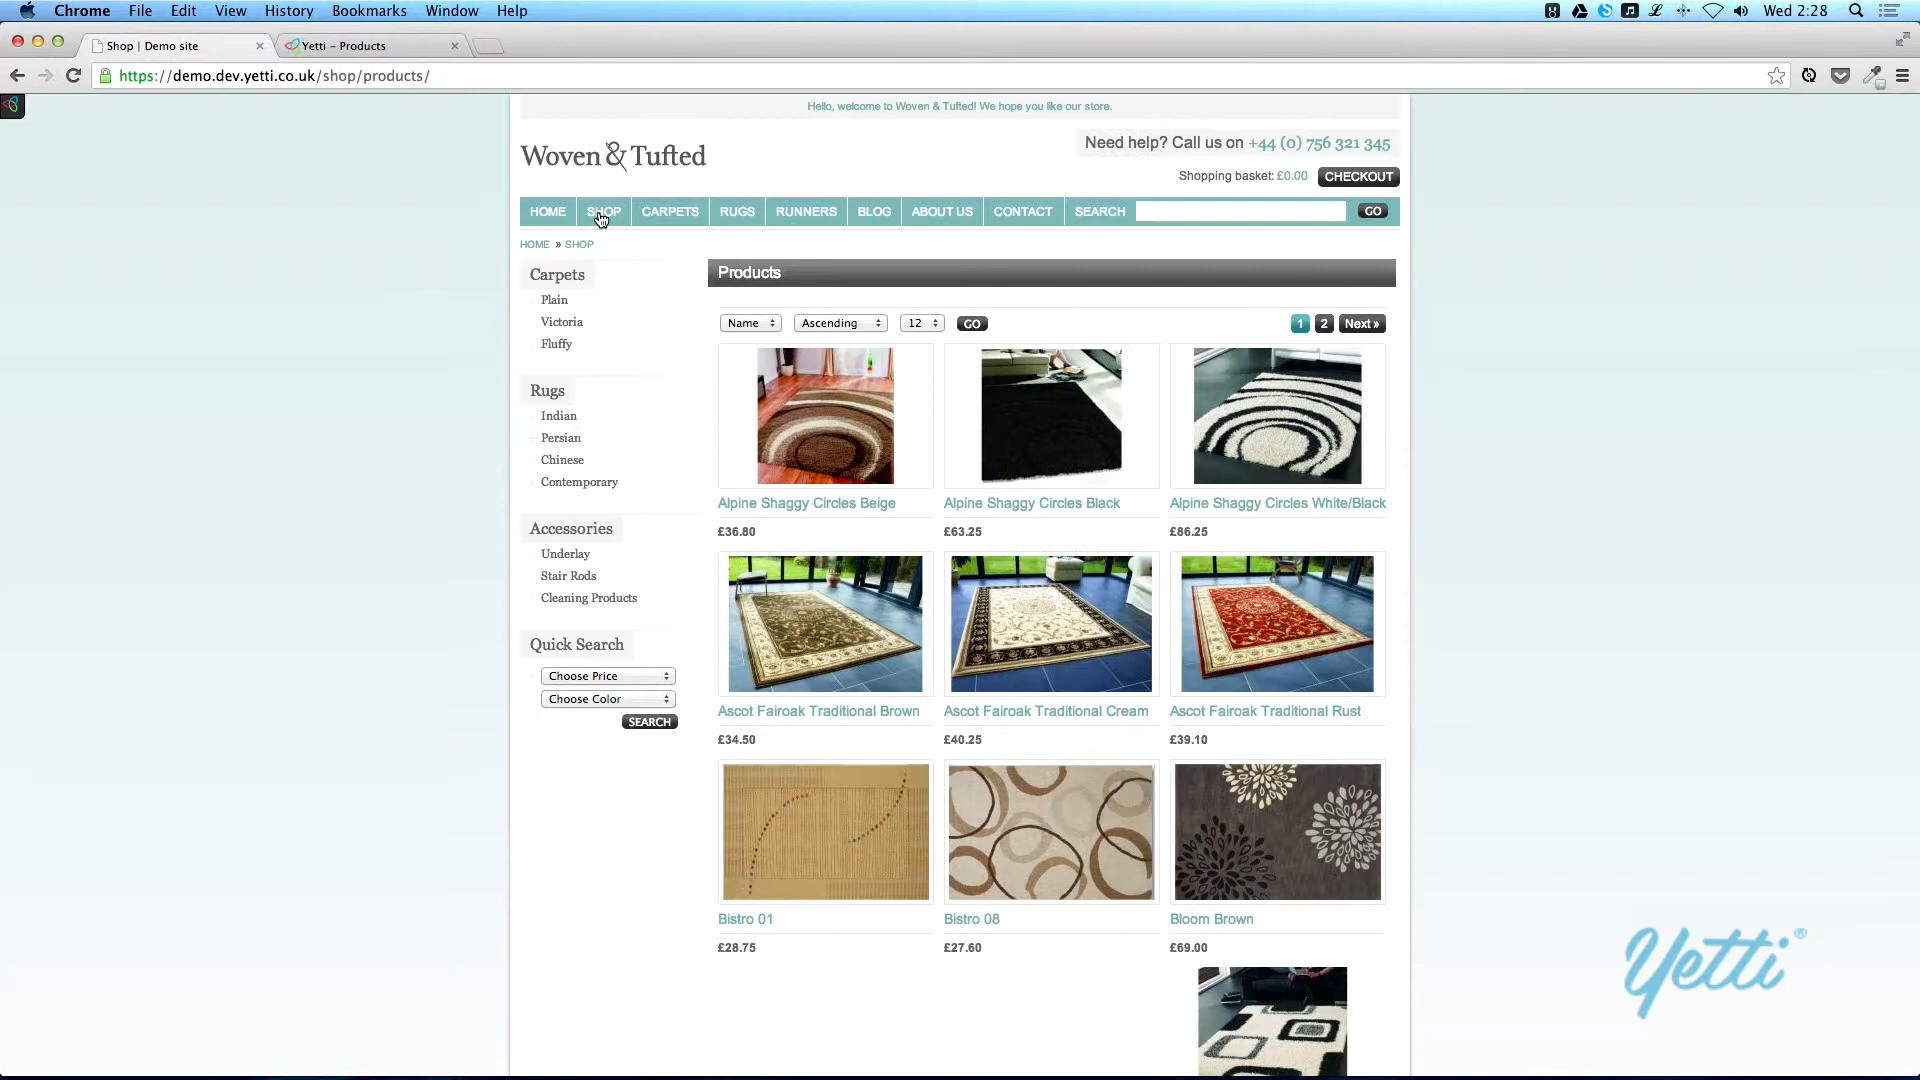 Chrome File Edit View History Bookmarks Window Help Wed 2:28
Shop | Demo site Yetti – Products
https://demo.dev.yetti.co.uk/shop/products/
Hello, welcome to Woven & Tufted! We hope you like our store.
Woven & Tufted
Need help? Call us on +44 (0) 756 321 345
Shopping basket: £0.00 CHECKOUT
HOME SHOP CARPETS RUGS RUNNERS BLOG ABOUT US CONTACT SEARCH GO
HOME » SHOP
Carpets
Plain
Victoria
Fluffy
Rugs
Indian
Persian
Chinese
Contemporary
Accessories
Underlay
Stair Rods
Cleaning Products
Quick Search
Choose Price
Choose Color
SEARCH
Products
Name Ascending 12 GO 1 2 Next »
Alpine Shaggy Circles Beige Alpine Shaggy Circles Black Alpine Shaggy Circles White/Black
£36.80 £63.25 £86.25
Ascot Fairoak Traditional Brown Ascot Fairoak Traditional Cream Ascot Fairoak Traditional Rust
£34.50 £40.25 £39.10
Bistro 01 Bistro 08 Bloom Brown
£28.75 £27.60 £69.00
Yetti®